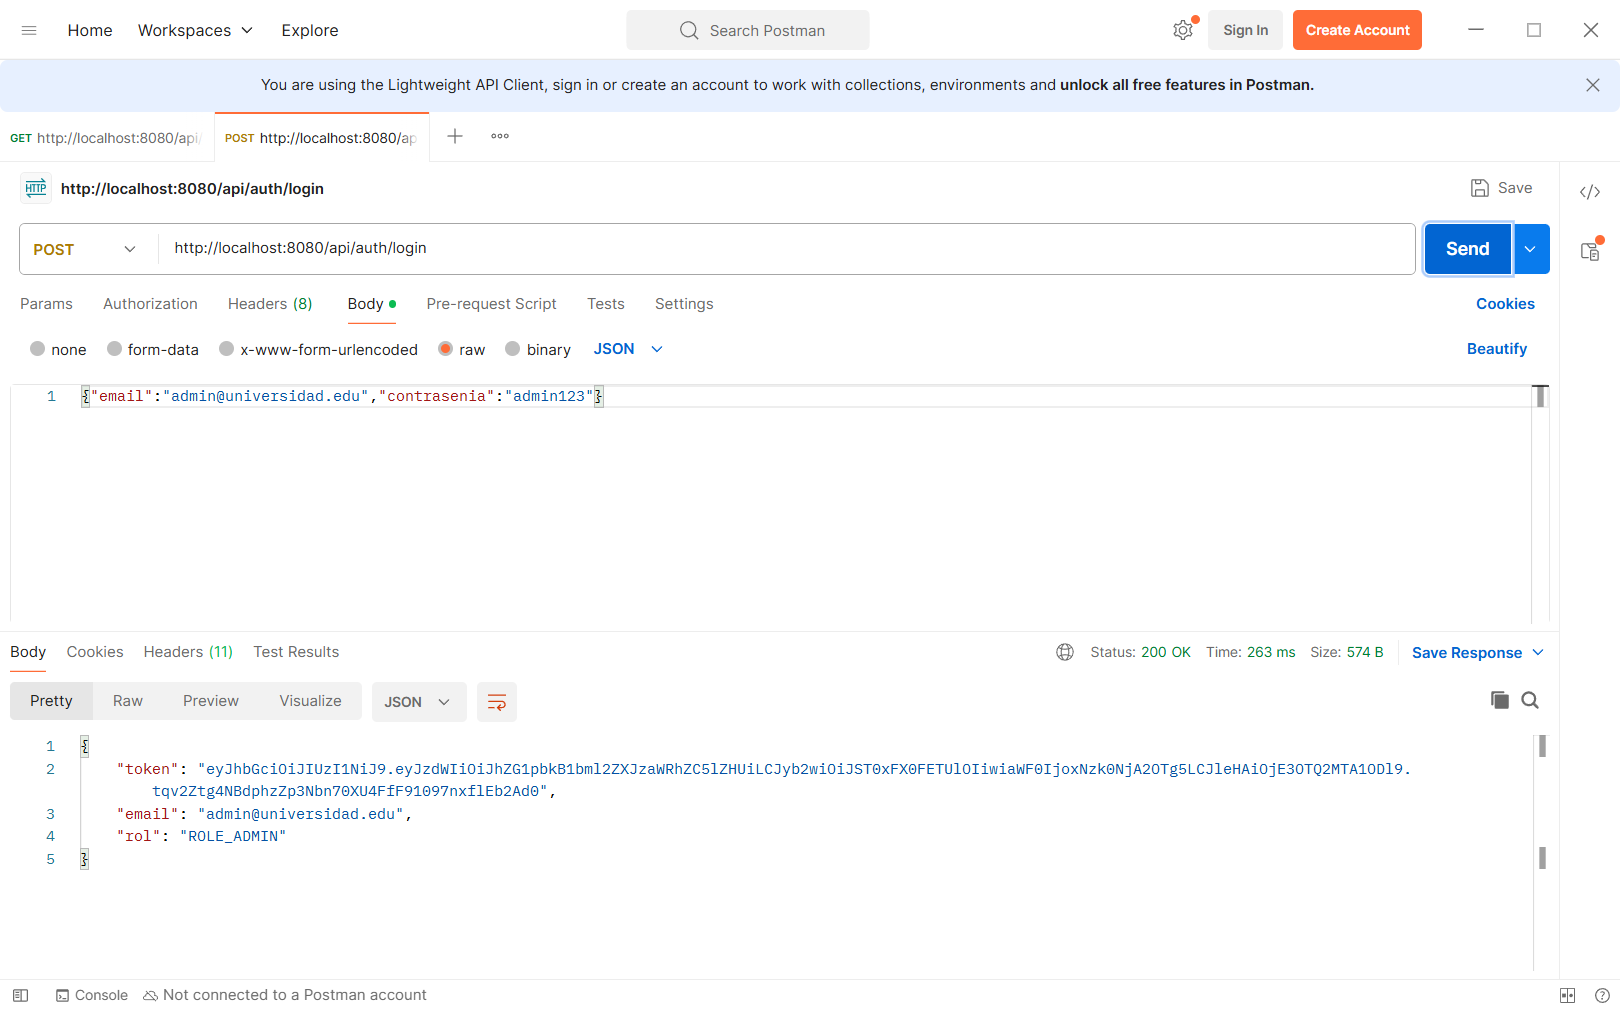 Home Workspaces Explore Search Postman Sign In Create Account
You are using the Lightweight API Client, sign in or create an account to work with collections, environments and unlock all free features in Postman.
GET http://localhost:8080/api/ POST http://localhost:8080/ap
HTTP http://localhost:8080/api/auth/login Save
POST http://localhost:8080/api/auth/login Send
Params Authorization Headers (8) Body Pre-request Script Tests Settings Cookies
none form-data x-www-form-urlencoded raw binary JSON Beautify
1 {"email":"admin@universidad.edu","contrasenia":"admin123"}
Body Cookies Headers (11) Test Results Status: 200 OK Time: 263 ms Size: 574 B Save Response
Pretty Raw Preview Visualize JSON
1 {
2 "token": "eyJhbGciOiJIUzI1NiJ9.eyJzdWIiOiJhZG1pbkB1bml2ZXJzaWRhZC5lZHUiLCJyb2wiOiJST0xFX0FETUlOIiwiaWF0IjoxNzk0NjA2OTg5LCJleHAiOjE3OTQ2MTA1ODl9.
tqv2Ztg4NBdphzZp3Nbn70XU4FfF91097nxflEb2Ad0",
3 "email": "admin@universidad.edu",
4 "rol": "ROLE_ADMIN"
5 }
Console Not connected to a Postman account